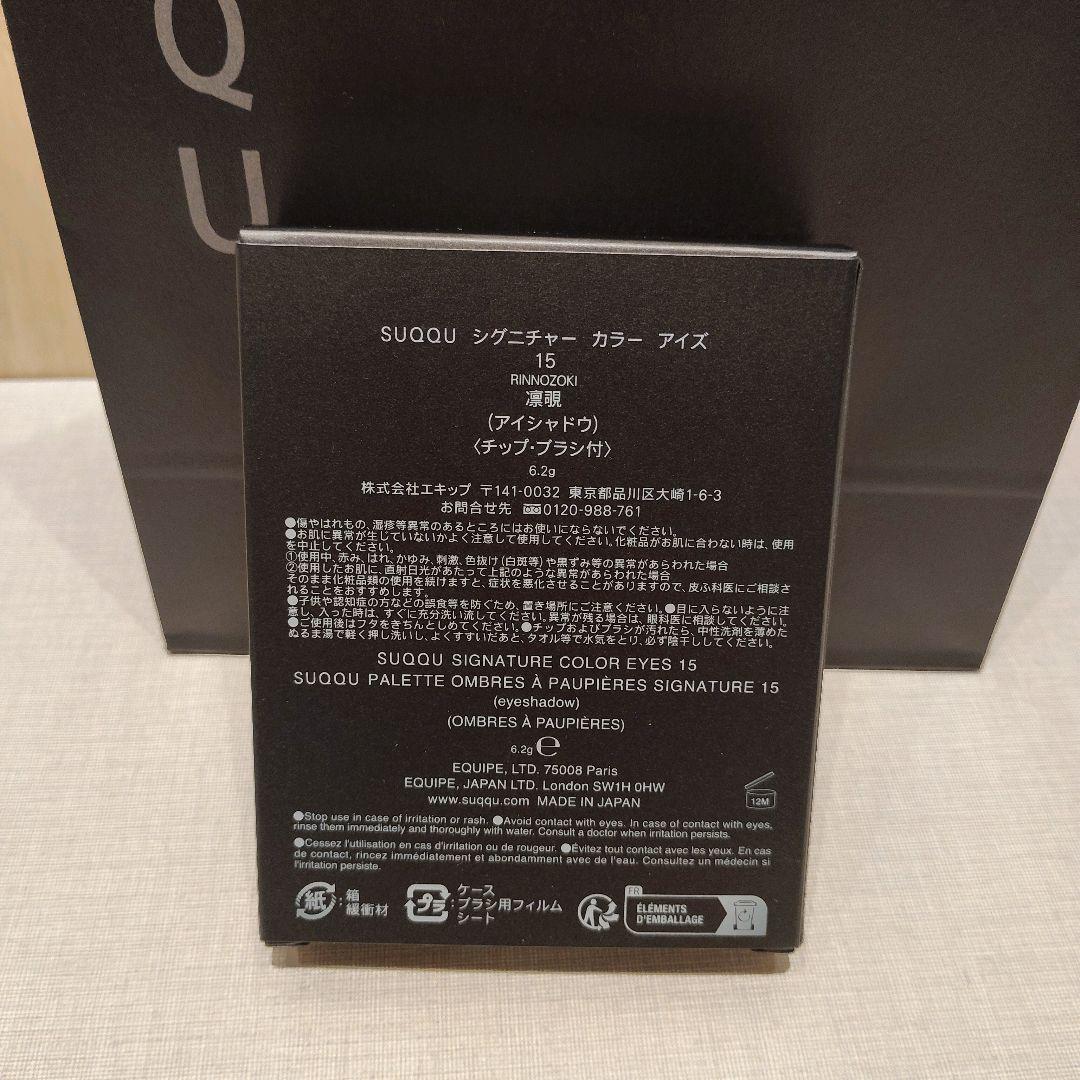 Q
U
SUQQU シグニチャー カラー アイズ
15
RINNOZOKI
凛覗
(アイシャドウ)
〈チップ・ブラシ付〉
6.2g
株式会社エキップ 〒141-0032 東京都品川区大崎1-6-3
お問合せ先 0120-988-761
●傷やはれもの、湿疹等異常のあるところにはお使いにならないでください。
●お肌に異常が生じていないかよく注意して使用してください。化粧品がお肌に合わない時は、使用
を中止してください。
①使用中、赤み、はれ、かゆみ、刺激、色抜け(白斑等)や黒ずみ等の異常があらわれた場合
②使用したお肌に、直射日光があたって上記のような異常があらわれた場合
そのまま化粧品類の使用を続けますと、症状を悪化させることがありますので、皮ふ科医にご相談さ
れることをおすすめします。
●子供や認知症の方などの誤食等を防ぐため、置き場所にご注意ください。●目に入らないように注
意し、入った時は、すぐに充分洗い流してください。異常が残る場合は、眼科医に相談してください。
●ご使用後はフタをきちんとしめてください。●チップおよびブラシが汚れたら、中性洗剤を薄めた
ぬるま湯で軽く押し洗いし、よくすすいだあと、タオル等で水気をとり、必ず陰干ししてください。
SUQQU SIGNATURE COLOR EYES 15
SUQQU PALETTE OMBRES À PAUPIÈRES SIGNATURE 15
(eyeshadow)
(OMBRES À PAUPIÈRES)
6.2g ℮
EQUIPE, LTD. 75008 Paris
EQUIPE, JAPAN LTD. London SW1H 0HW
www.suqqu.com MADE IN JAPAN
12M
●Stop use in case of irritation or rash. ●Avoid contact with eyes. In case of contact with eyes,
rinse them immediately and thoroughly with water. Consult a doctor when irritation persists.
●Cessez l'utilisation en cas d'irritation ou de rougeur. ●Évitez tout contact avec les yeux. En cas
de contact, rincez immédiatement et abondamment avec de l'eau. Consultez un médecin si
l'irritation persiste.
紙:箱
緩衝材
プラ:ケース
ブラシ用フィルム
シート
FR
ÉLÉMENTS
D'EMBALLAGE